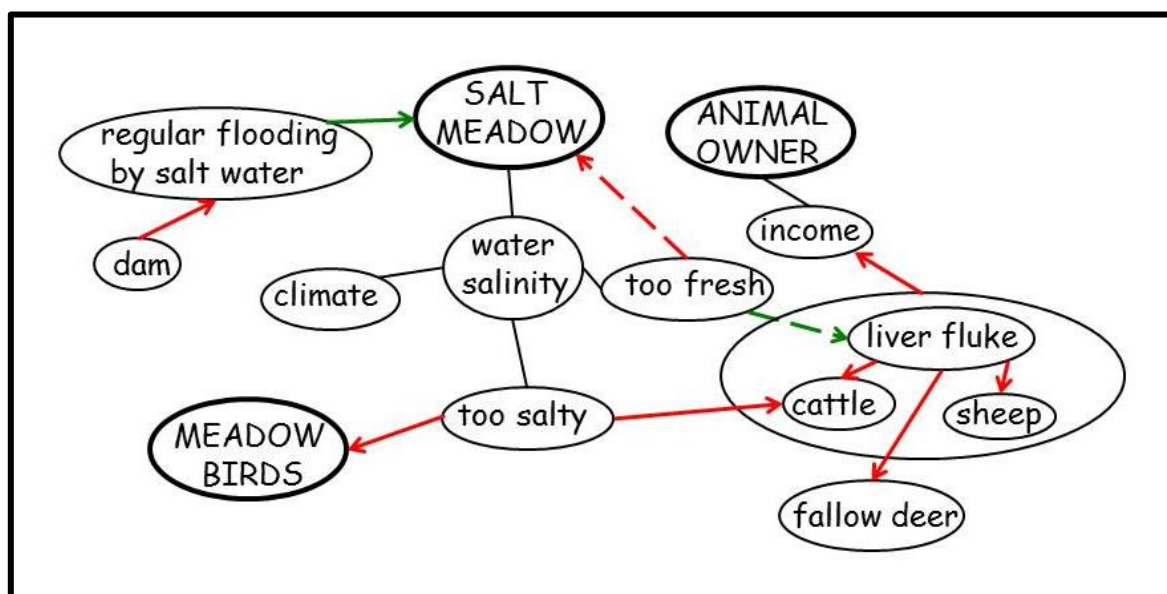 SALT
MEADOW
ANIMAL
OWNER
regular flooding
by salt water
income
water
salinity
dam
climate
too fresh
liver fluke
cattle
sheep
too salty
MEADOW
BIRDS
fallow deer